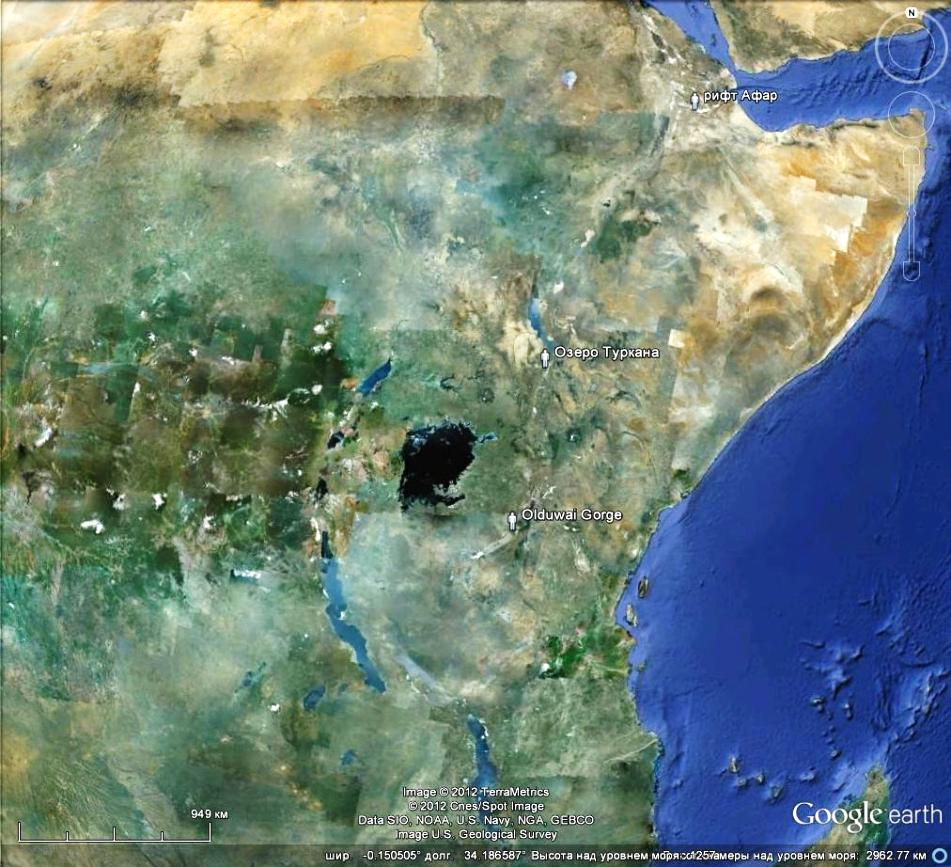 N
рифт Афар
Озеро Туркана
Olduwai Gorge
949 км
Image © 2012 TerraMetrics
© 2012 Cnes/Spot Image
Data SIO, NOAA, U.S. Navy, NGA, GEBCO
Image U.S. Geological Survey
Google earth
шир -0.150505° долг 34.186587° Высота над уровнем моря: камеры над уровнем моря: 2962.77 км